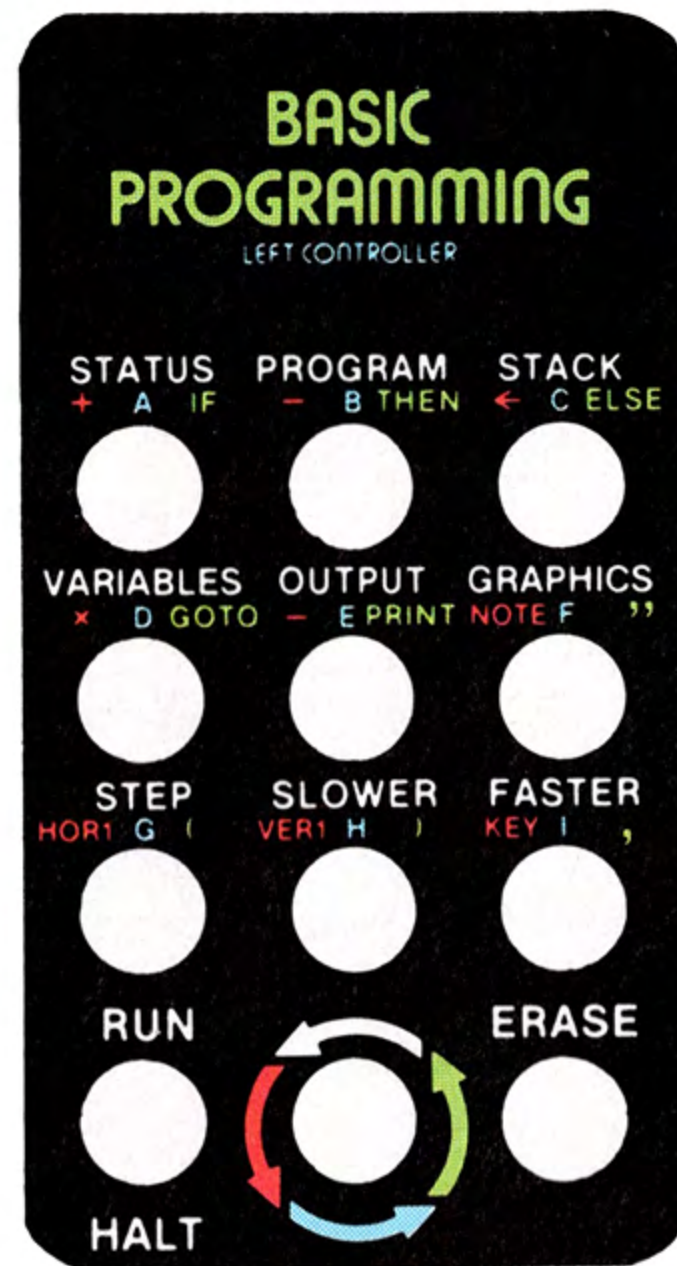 BASIC
PROGRAMMING
LEFT CONTROLLER
STATUS PROGRAM STACK
+ A IF − B THEN ← C ELSE
VARIABLES OUTPUT GRAPHICS
× D GOTO − E PRINT NOTE F ”
STEP SLOWER FASTER
HOR1 G ( VER1 H ) KEY I ,
RUN ERASE
HALT